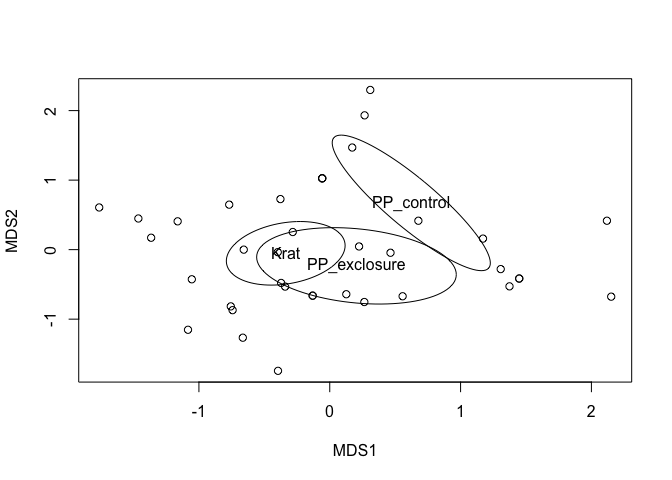 2
1
0
-1
MDS2
PP_control
Krat
PP_exclosure
-1
0
1
2
MDS1